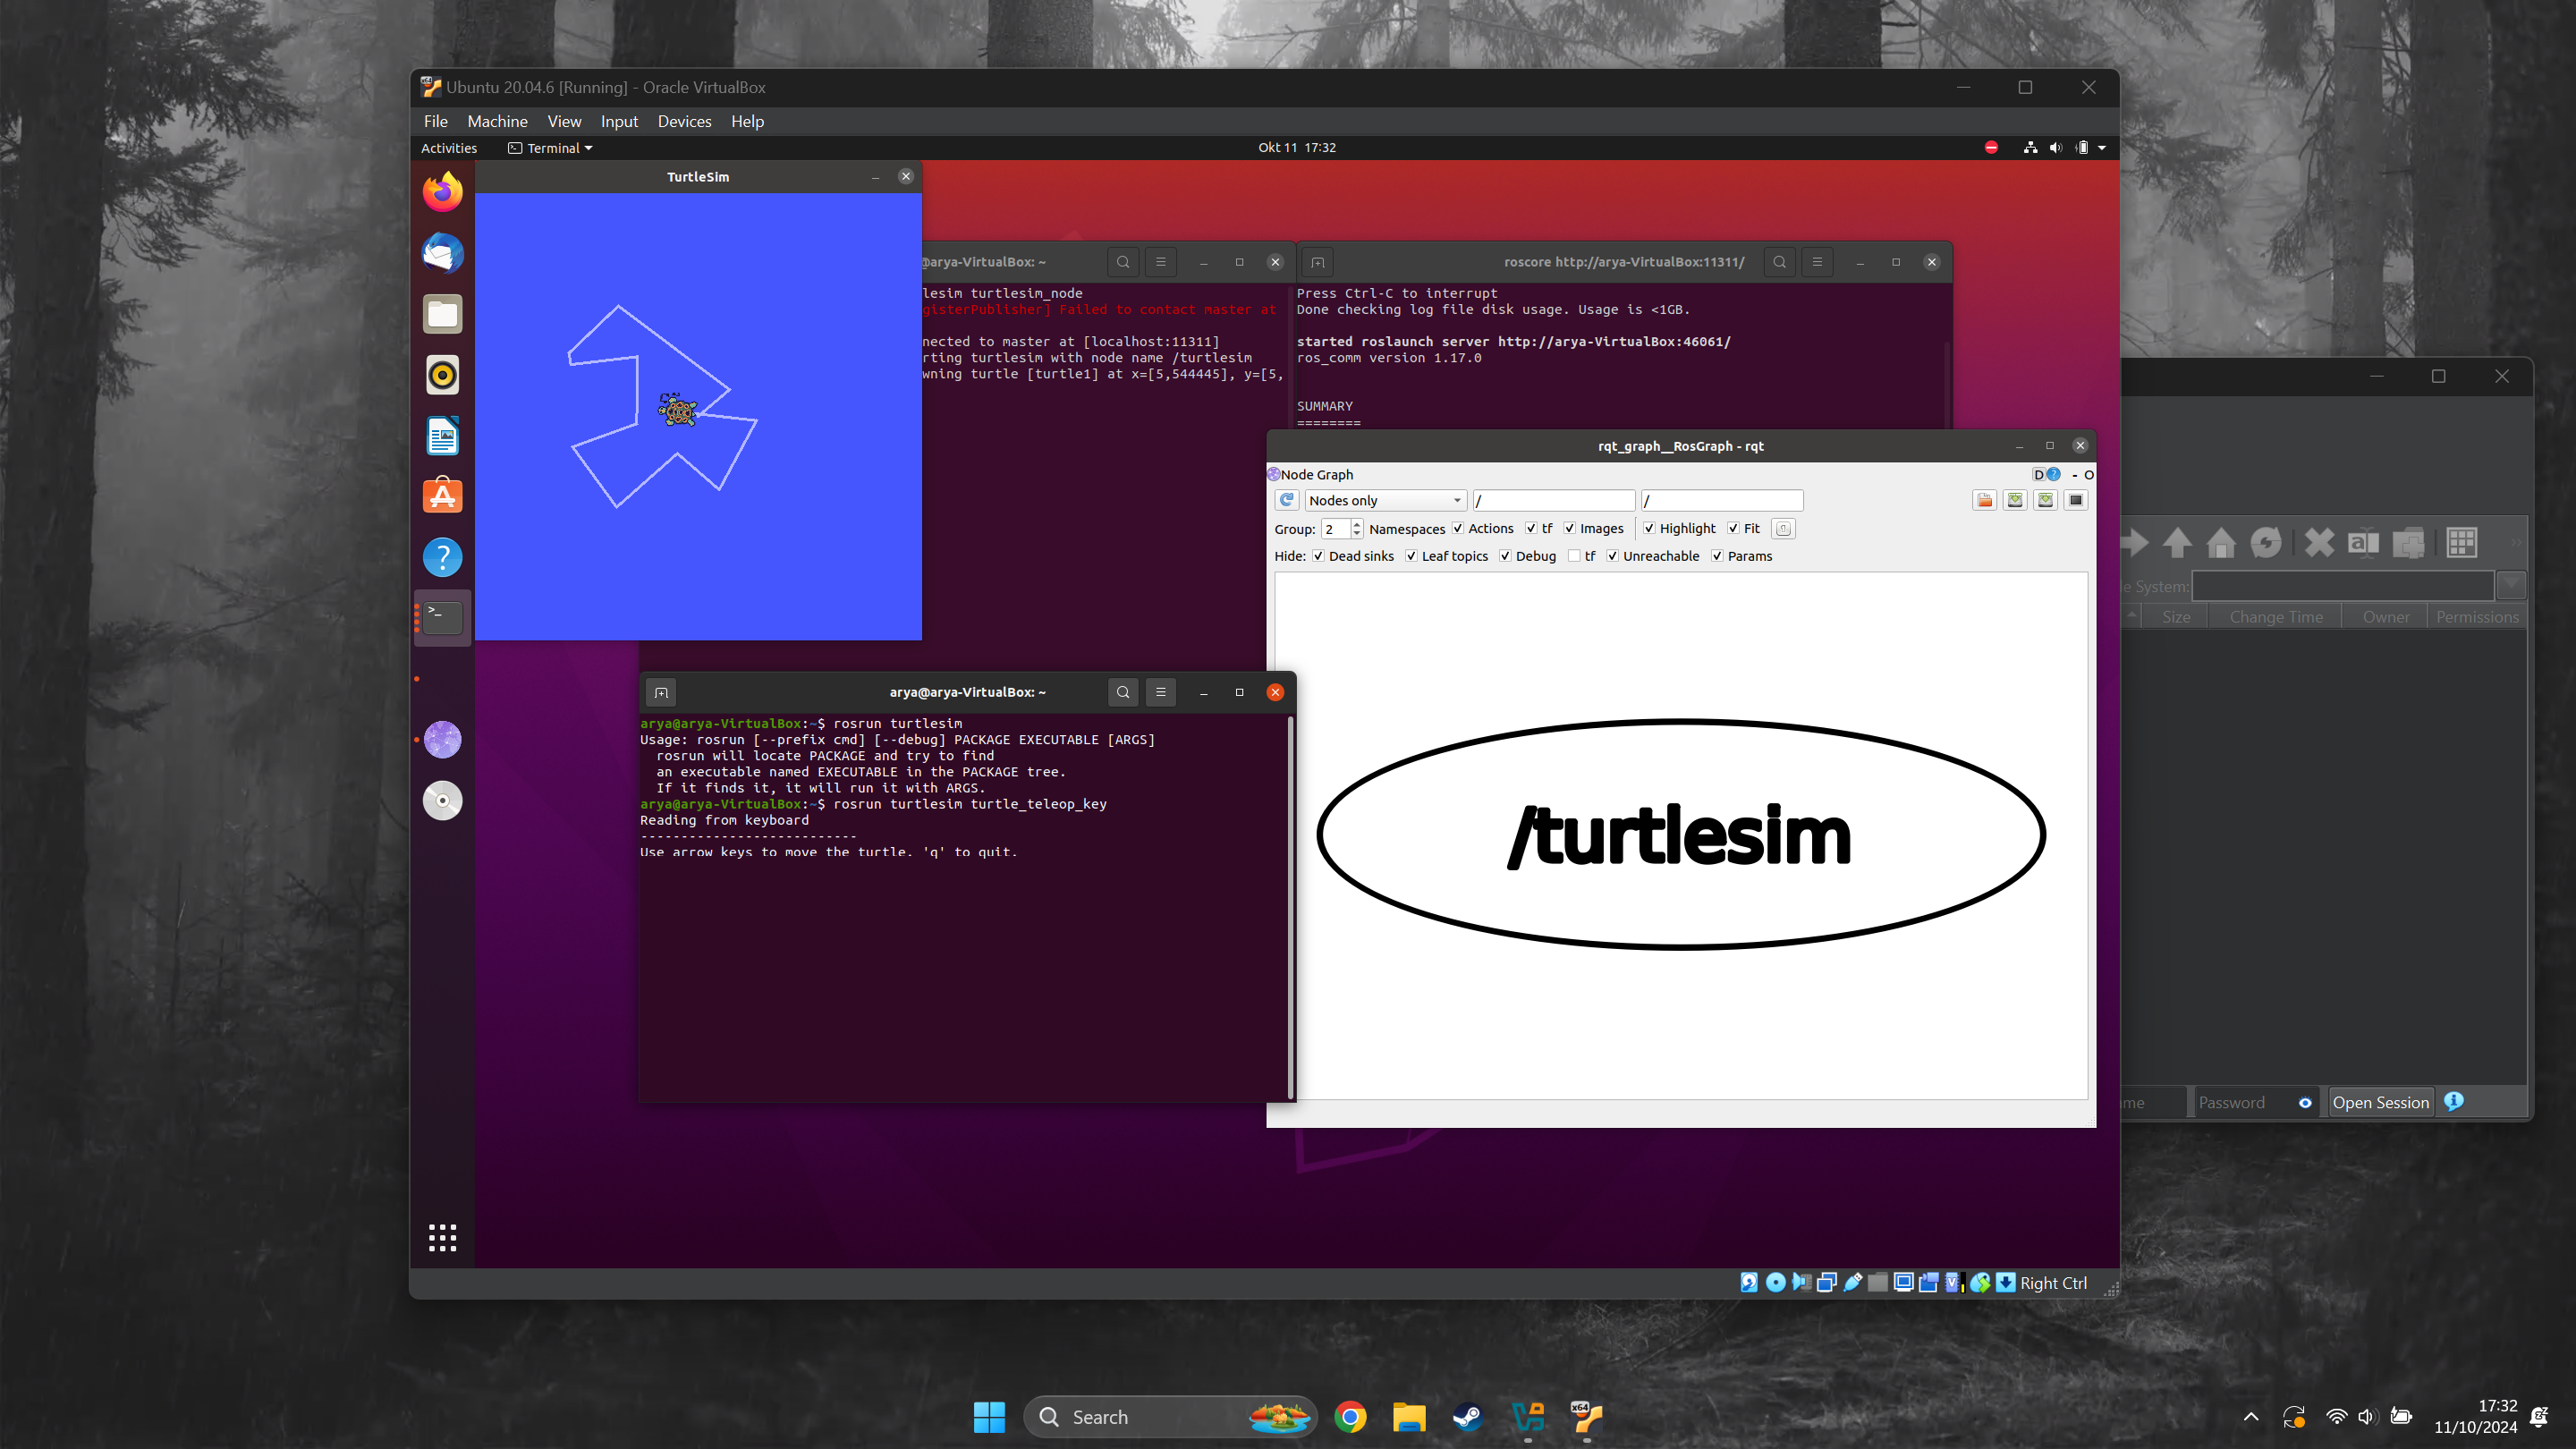 Ubuntu 20.04.6 [Running] - Oracle VirtualBox
File Machine View Input Devices Help
Activities Terminal Okt 11 17:32
TurtleSim
@arya-VirtualBox: ~
lesim turtlesim_node
gisterPublisher] Failed to contact master at
nected to master at [localhost:11311]
rting turtlesim with node name /turtlesim
wning turtle [turtle1] at x=[5,544445], y=[5,
roscore http://arya-VirtualBox:11311/
Press Ctrl-C to interrupt
Done checking log file disk usage. Usage is <1GB.
started roslaunch server http://arya-VirtualBox:46061/
ros_comm version 1.17.0
SUMMARY
========
rqt_graph__RosGraph - rqt
Node Graph
D ? - O
Nodes only / /
Group: 2 Namespaces Actions tf Images Highlight Fit
Hide: Dead sinks Leaf topics Debug tf Unreachable Params
/turtlesim
arya@arya-VirtualBox: ~
arya@arya-VirtualBox:~$ rosrun turtlesim
Usage: rosrun [--prefix cmd] [--debug] PACKAGE EXECUTABLE [ARGS]
rosrun will locate PACKAGE and try to find
an executable named EXECUTABLE in the PACKAGE tree.
If it finds it, it will run it with ARGS.
arya@arya-VirtualBox:~$ rosrun turtlesim turtle_teleop_key
Reading from keyboard
---------------------------
Use arrow keys to move the turtle. 'q' to quit.
le System:
Size Change Time Owner Permissions
me Password Open Session
Right Ctrl
Search
17:32
11/10/2024